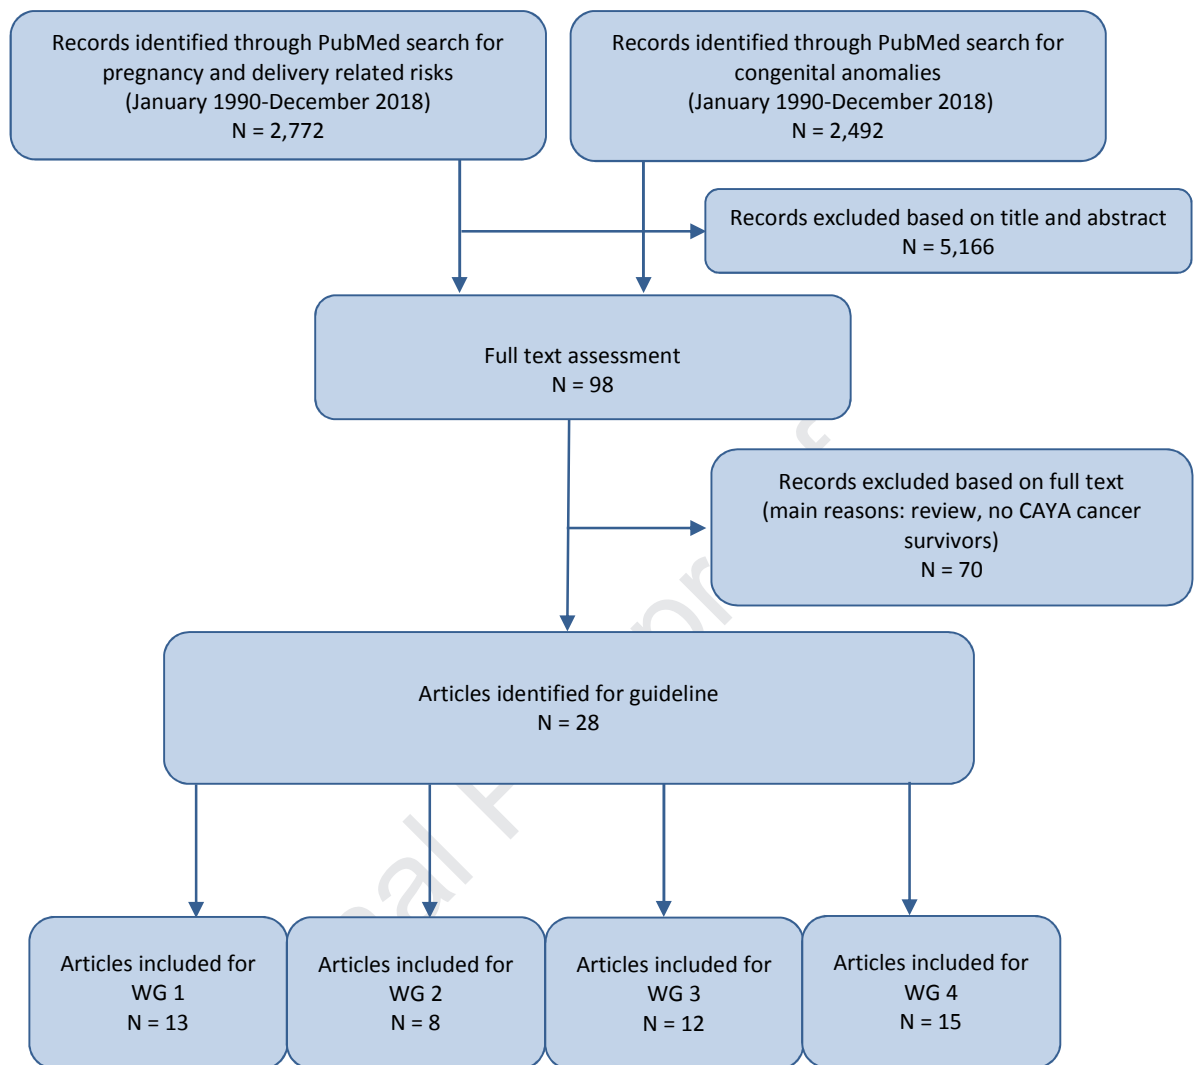 Records identified through PubMed search for
pregnancy and delivery related risks
(January 1990-December 2018)
N = 2,772
Records identified through PubMed search for
congenital anomalies
(January 1990-December 2018)
N = 2,492
Records excluded based on title and abstract
N = 5,166
Full text assessment
N = 98
Records excluded based on full text
(main reasons: review, no CAYA cancer
survivors)
N = 70
Articles identified for guideline
N = 28
Articles included for
WG 1
N = 13
Articles included for
WG 2
N = 8
Articles included for
WG 3
N = 12
Articles included for
WG 4
N = 15